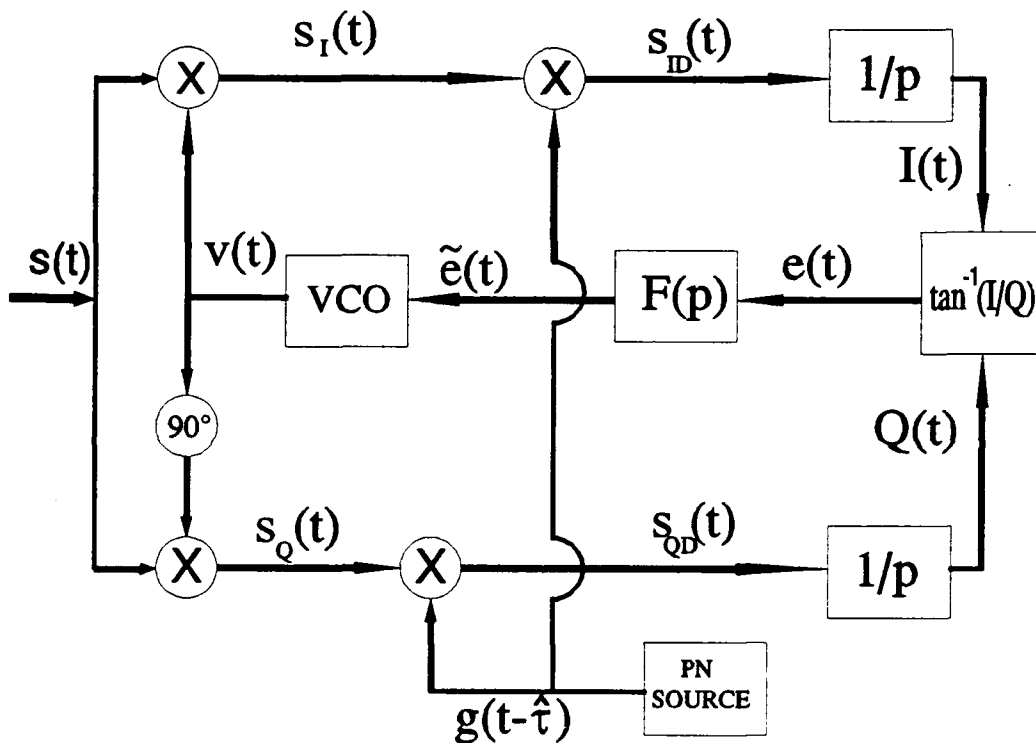 s_I(t)
s_ID(t)
X
X
1/p
I(t)
s(t)
v(t)
VCO
ẽ(t)
F(p)
e(t)
tan⁻¹(I/Q)
90°
Q(t)
s_Q(t)
s_QD(t)
X
X
1/p
g(t-τ̂)
PN
SOURCE